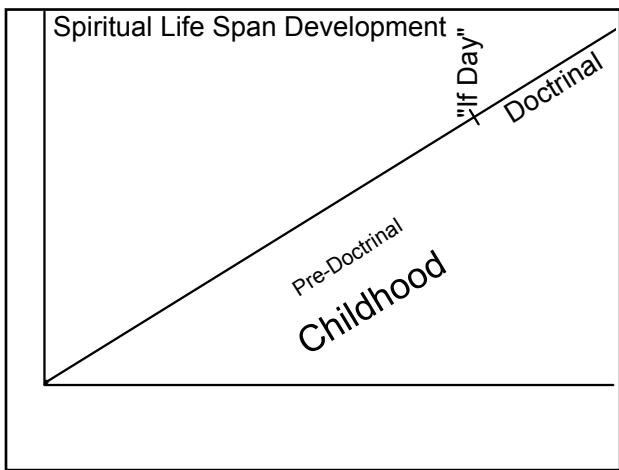 Spiritual Life Span Development
"If Day"
Doctrinal
Pre-Doctrinal
Childhood